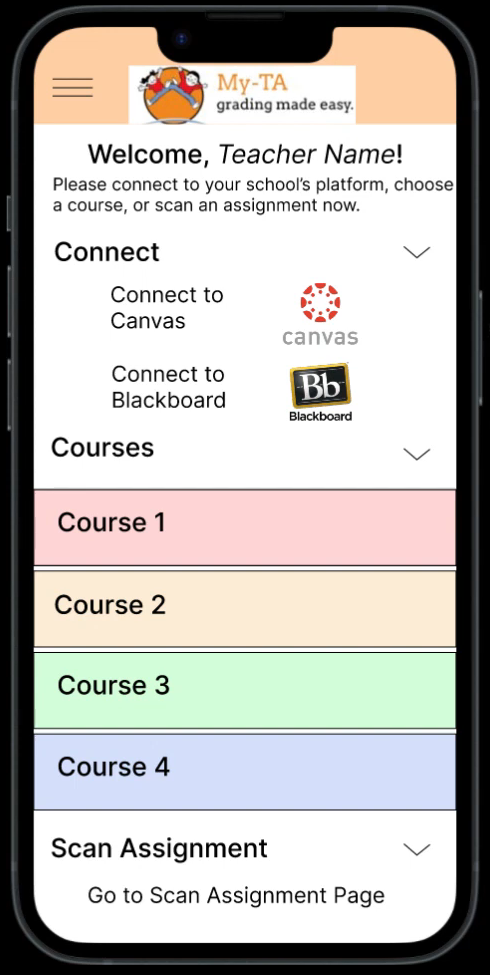 My-TA
grading made easy.
Welcome, Teacher Name!
Please connect to your school's platform, choose
a course, or scan an assignment now.
Connect
Connect to
Canvas
canvas
Connect to
Blackboard
Bb
Blackboard
Courses
Course 1
Course 2
Course 3
Course 4
Scan Assignment
Go to Scan Assignment Page